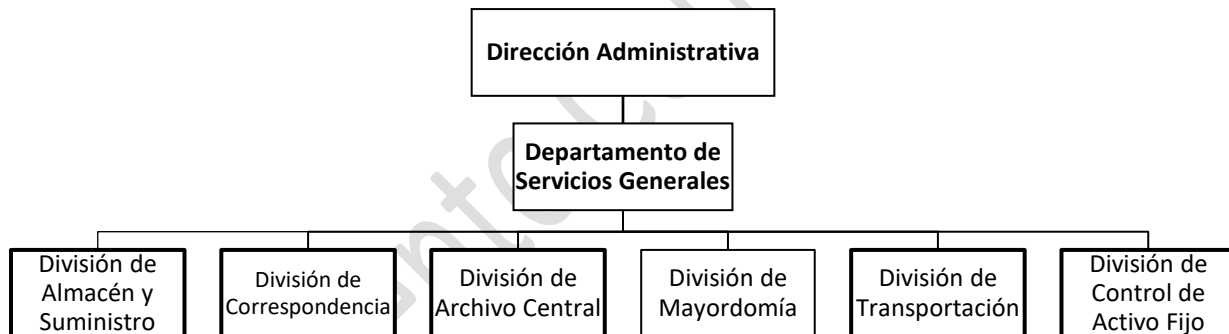 Dirección Administrativa
Departamento de
Servicios Generales
División de
Almacén y
Suministro
División de
Correspondencia
División de
Archivo Central
División de
Mayordomía
División de
Transportación
División de
Control de
Activo Fijo